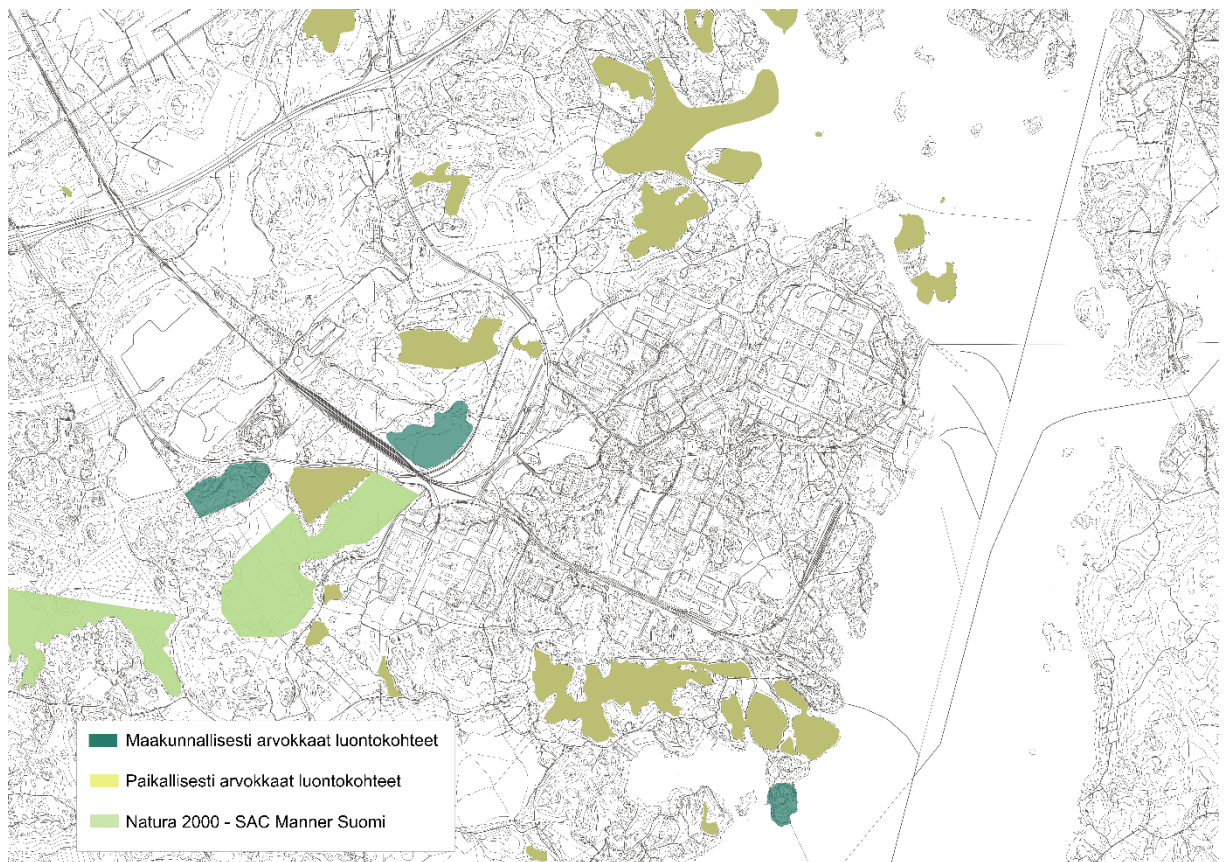 Maakunnallisesti arvokkaat luontokohteet
Paikallisesti arvokkaat luontokohteet
Natura 2000 - SAC Manner Suomi